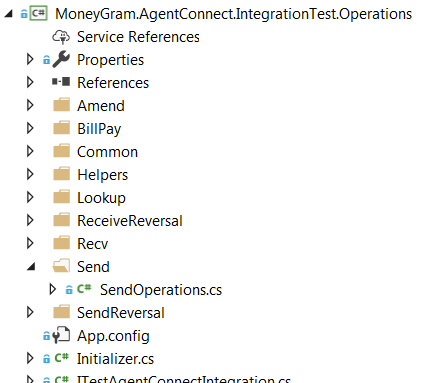 C# MoneyGram.AgentConnect.IntegrationTest.Operations
Service References
Properties
References
Amend
BillPay
Common
Helpers
Lookup
ReceiveReversal
Recv
Send
C# SendOperations.cs
SendReversal
App.config
C# Initializer.cs
C# ITestAgentConnectIntegration.cs